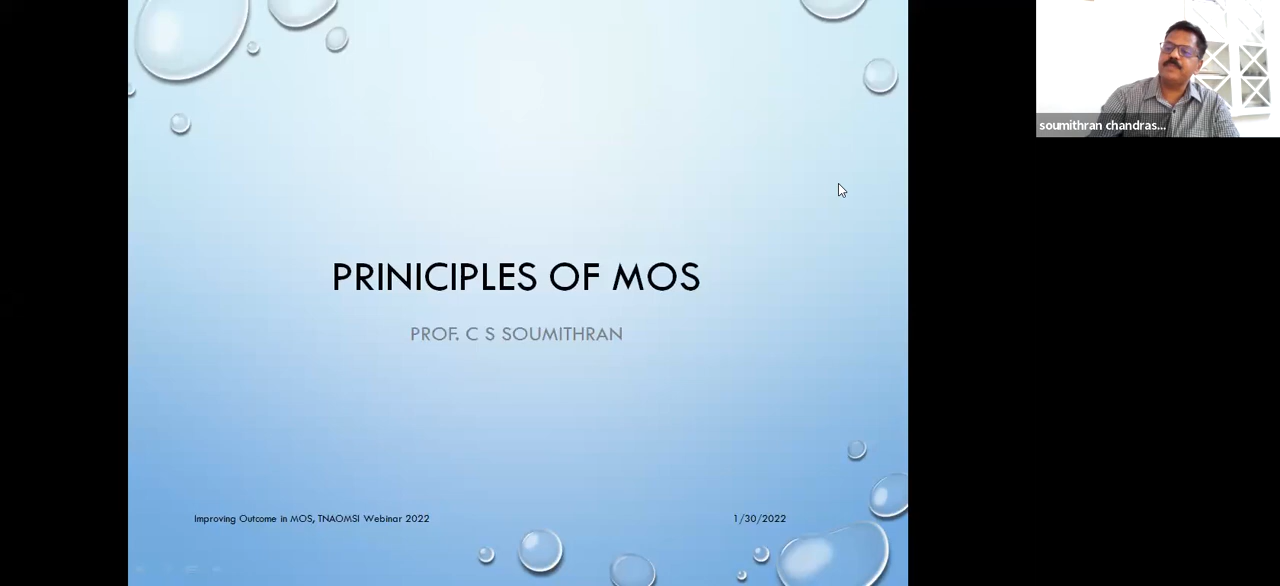 PRINICIPLES OF MOS
PROF. C S SOUMITHRAN
Improving Outcome in MOS, TNAOMSI Webinar 2022
1/30/2022
soumithran chandras...